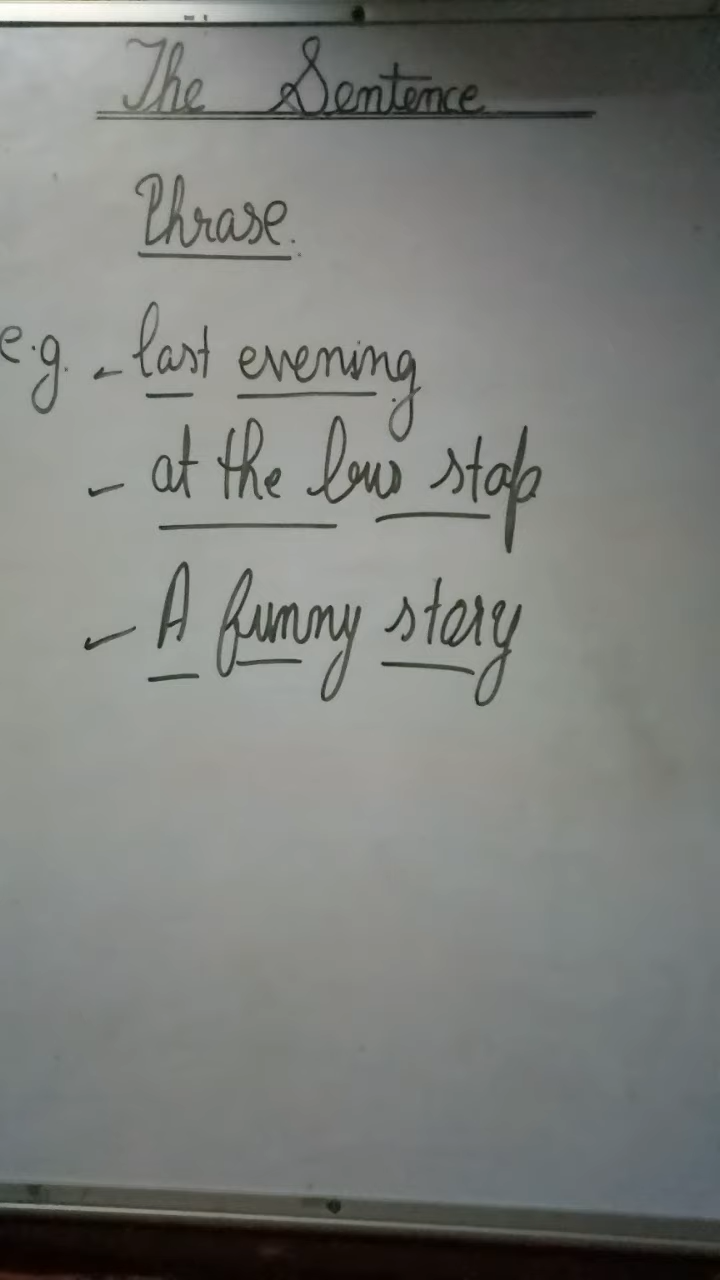 The Sentence
Phrase.
e.g. - last evening
- at the bus stop
- A funny story